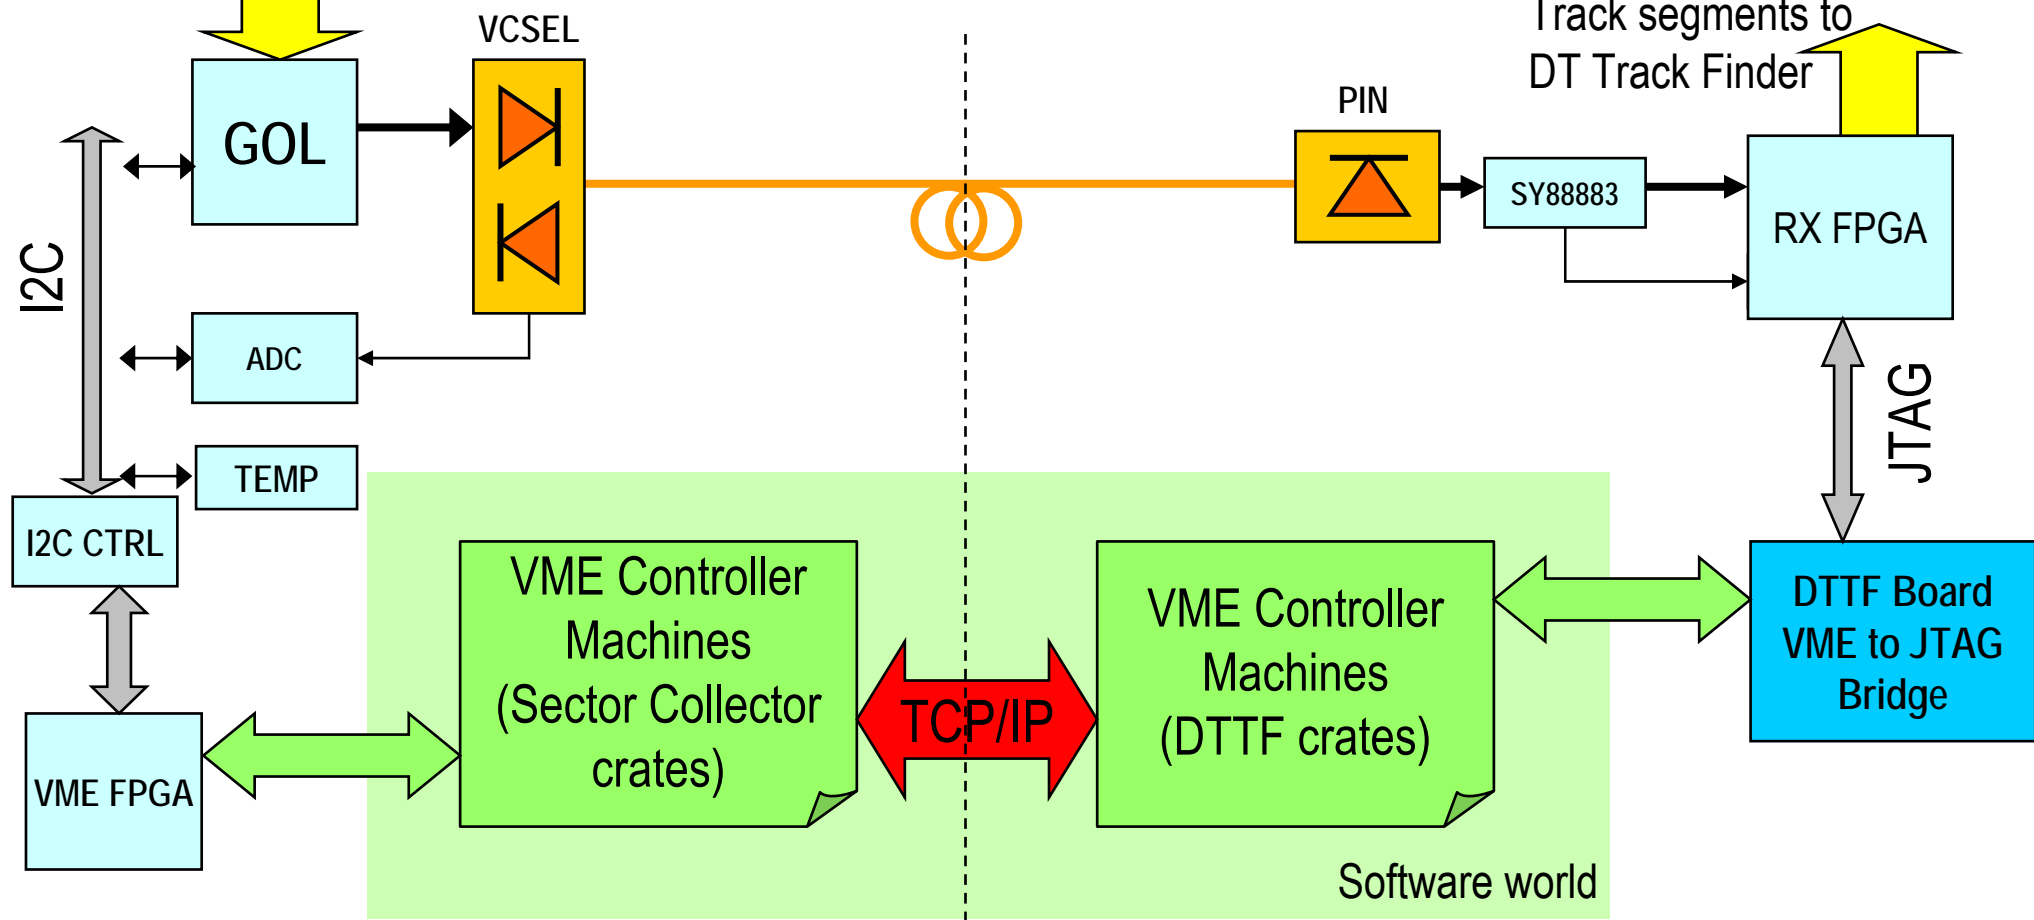 VCSEL
Track segments to
DT Track Finder
GOL
PIN
SY88883
RX FPGA
I2C
ADC
JTAG
TEMP
I2C CTRL
VME Controller
Machines
(Sector Collector
crates)
TCP/IP
VME Controller
Machines
(DTTF crates)
DTTF Board
VME to JTAG
Bridge
VME FPGA
Software world